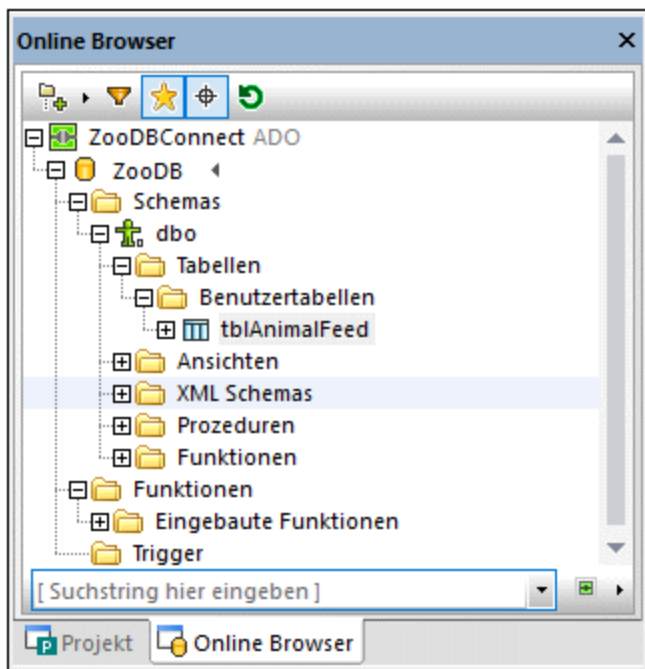 Online Browser
ZooDBConnect ADO
ZooDB
Schemas
dbo
Tabellen
Benutzertabellen
tblAnimalFeed
Ansichten
XML Schemas
Prozeduren
Funktionen
Funktionen
Eingebaute Funktionen
Trigger
[ Suchstring hier eingeben ]
Projekt Online Browser